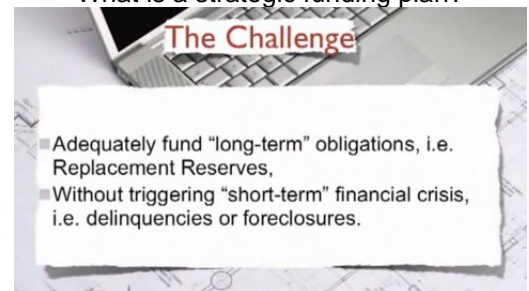 What is a strategic funding plan?
The Challenge
Adequately fund “long-term” obligations, i.e.
Replacement Reserves,
Without triggering “short-term” financial crisis,
i.e. delinquencies or foreclosures.